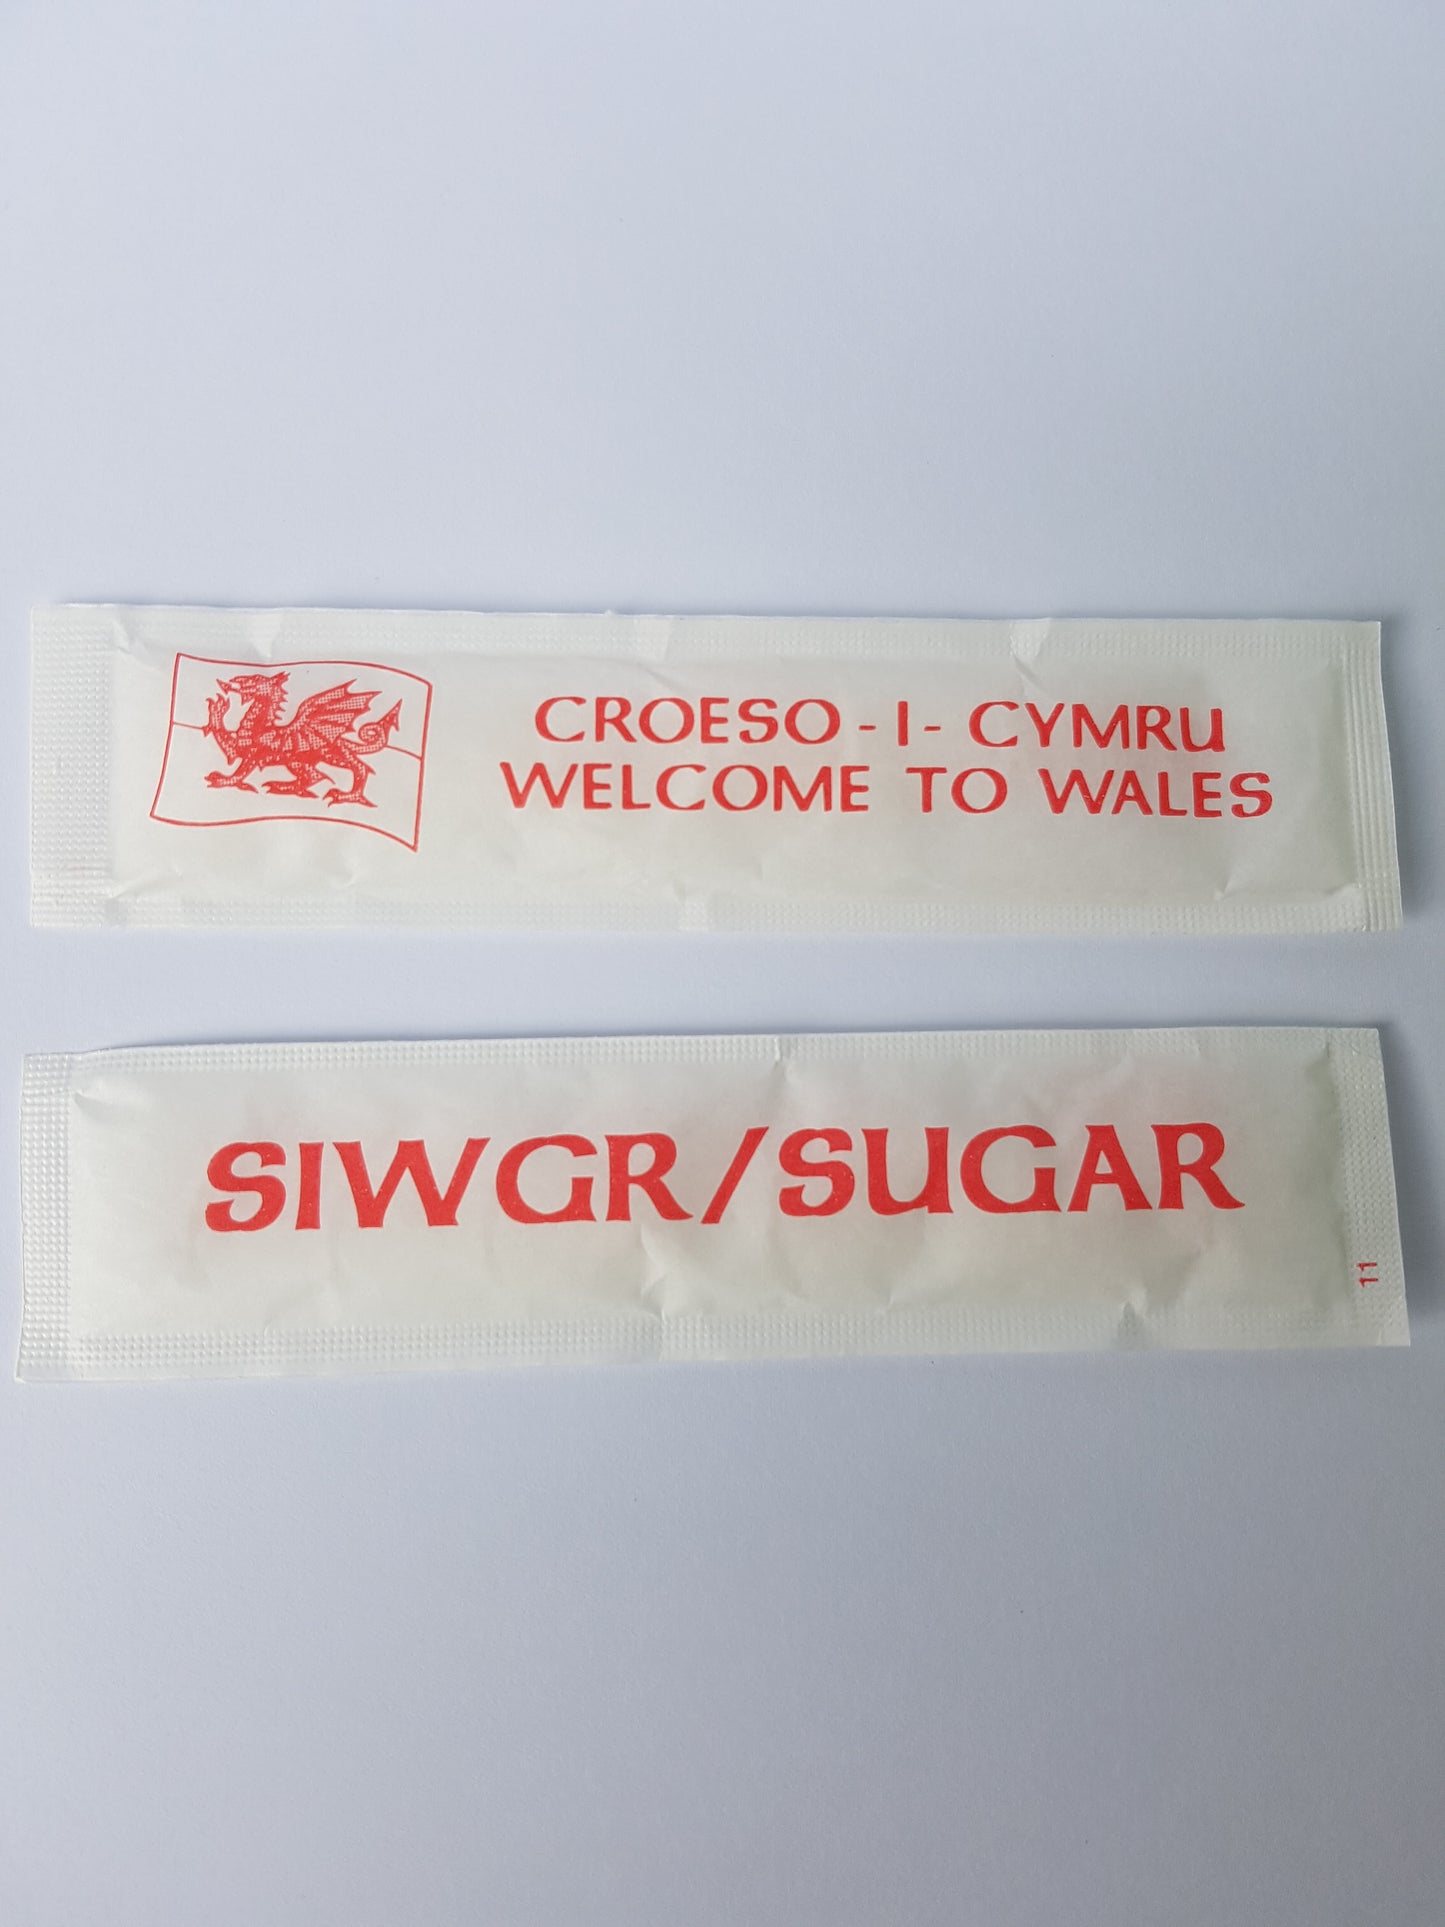 CROESO - I - CYMRU
WELCOME TO WALES
SIWGR/SUGAR
11